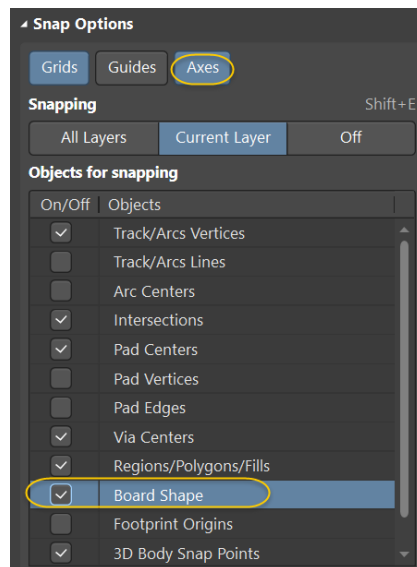 Snap Options
Grids Guides Axes
Snapping Shift+E
All Layers Current Layer Off
Objects for snapping
On/Off Objects
Track/Arcs Vertices
Track/Arcs Lines
Arc Centers
Intersections
Pad Centers
Pad Vertices
Pad Edges
Via Centers
Regions/Polygons/Fills
Board Shape
Footprint Origins
3D Body Snap Points